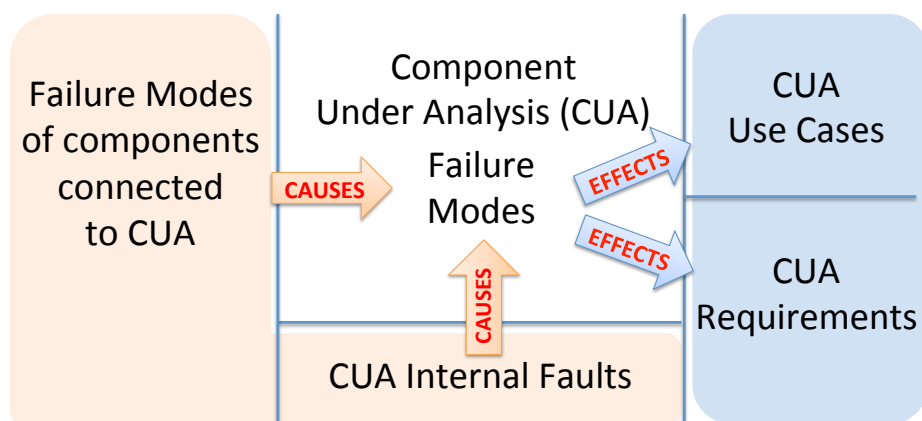 Failure Modes
of components
connected
to CUA
CAUSES
Component
Under Analysis (CUA)
Failure
Modes
EFFECTS
EFFECTS
CAUSES
CUA Internal Faults
CUA
Use Cases
CUA
Requirements